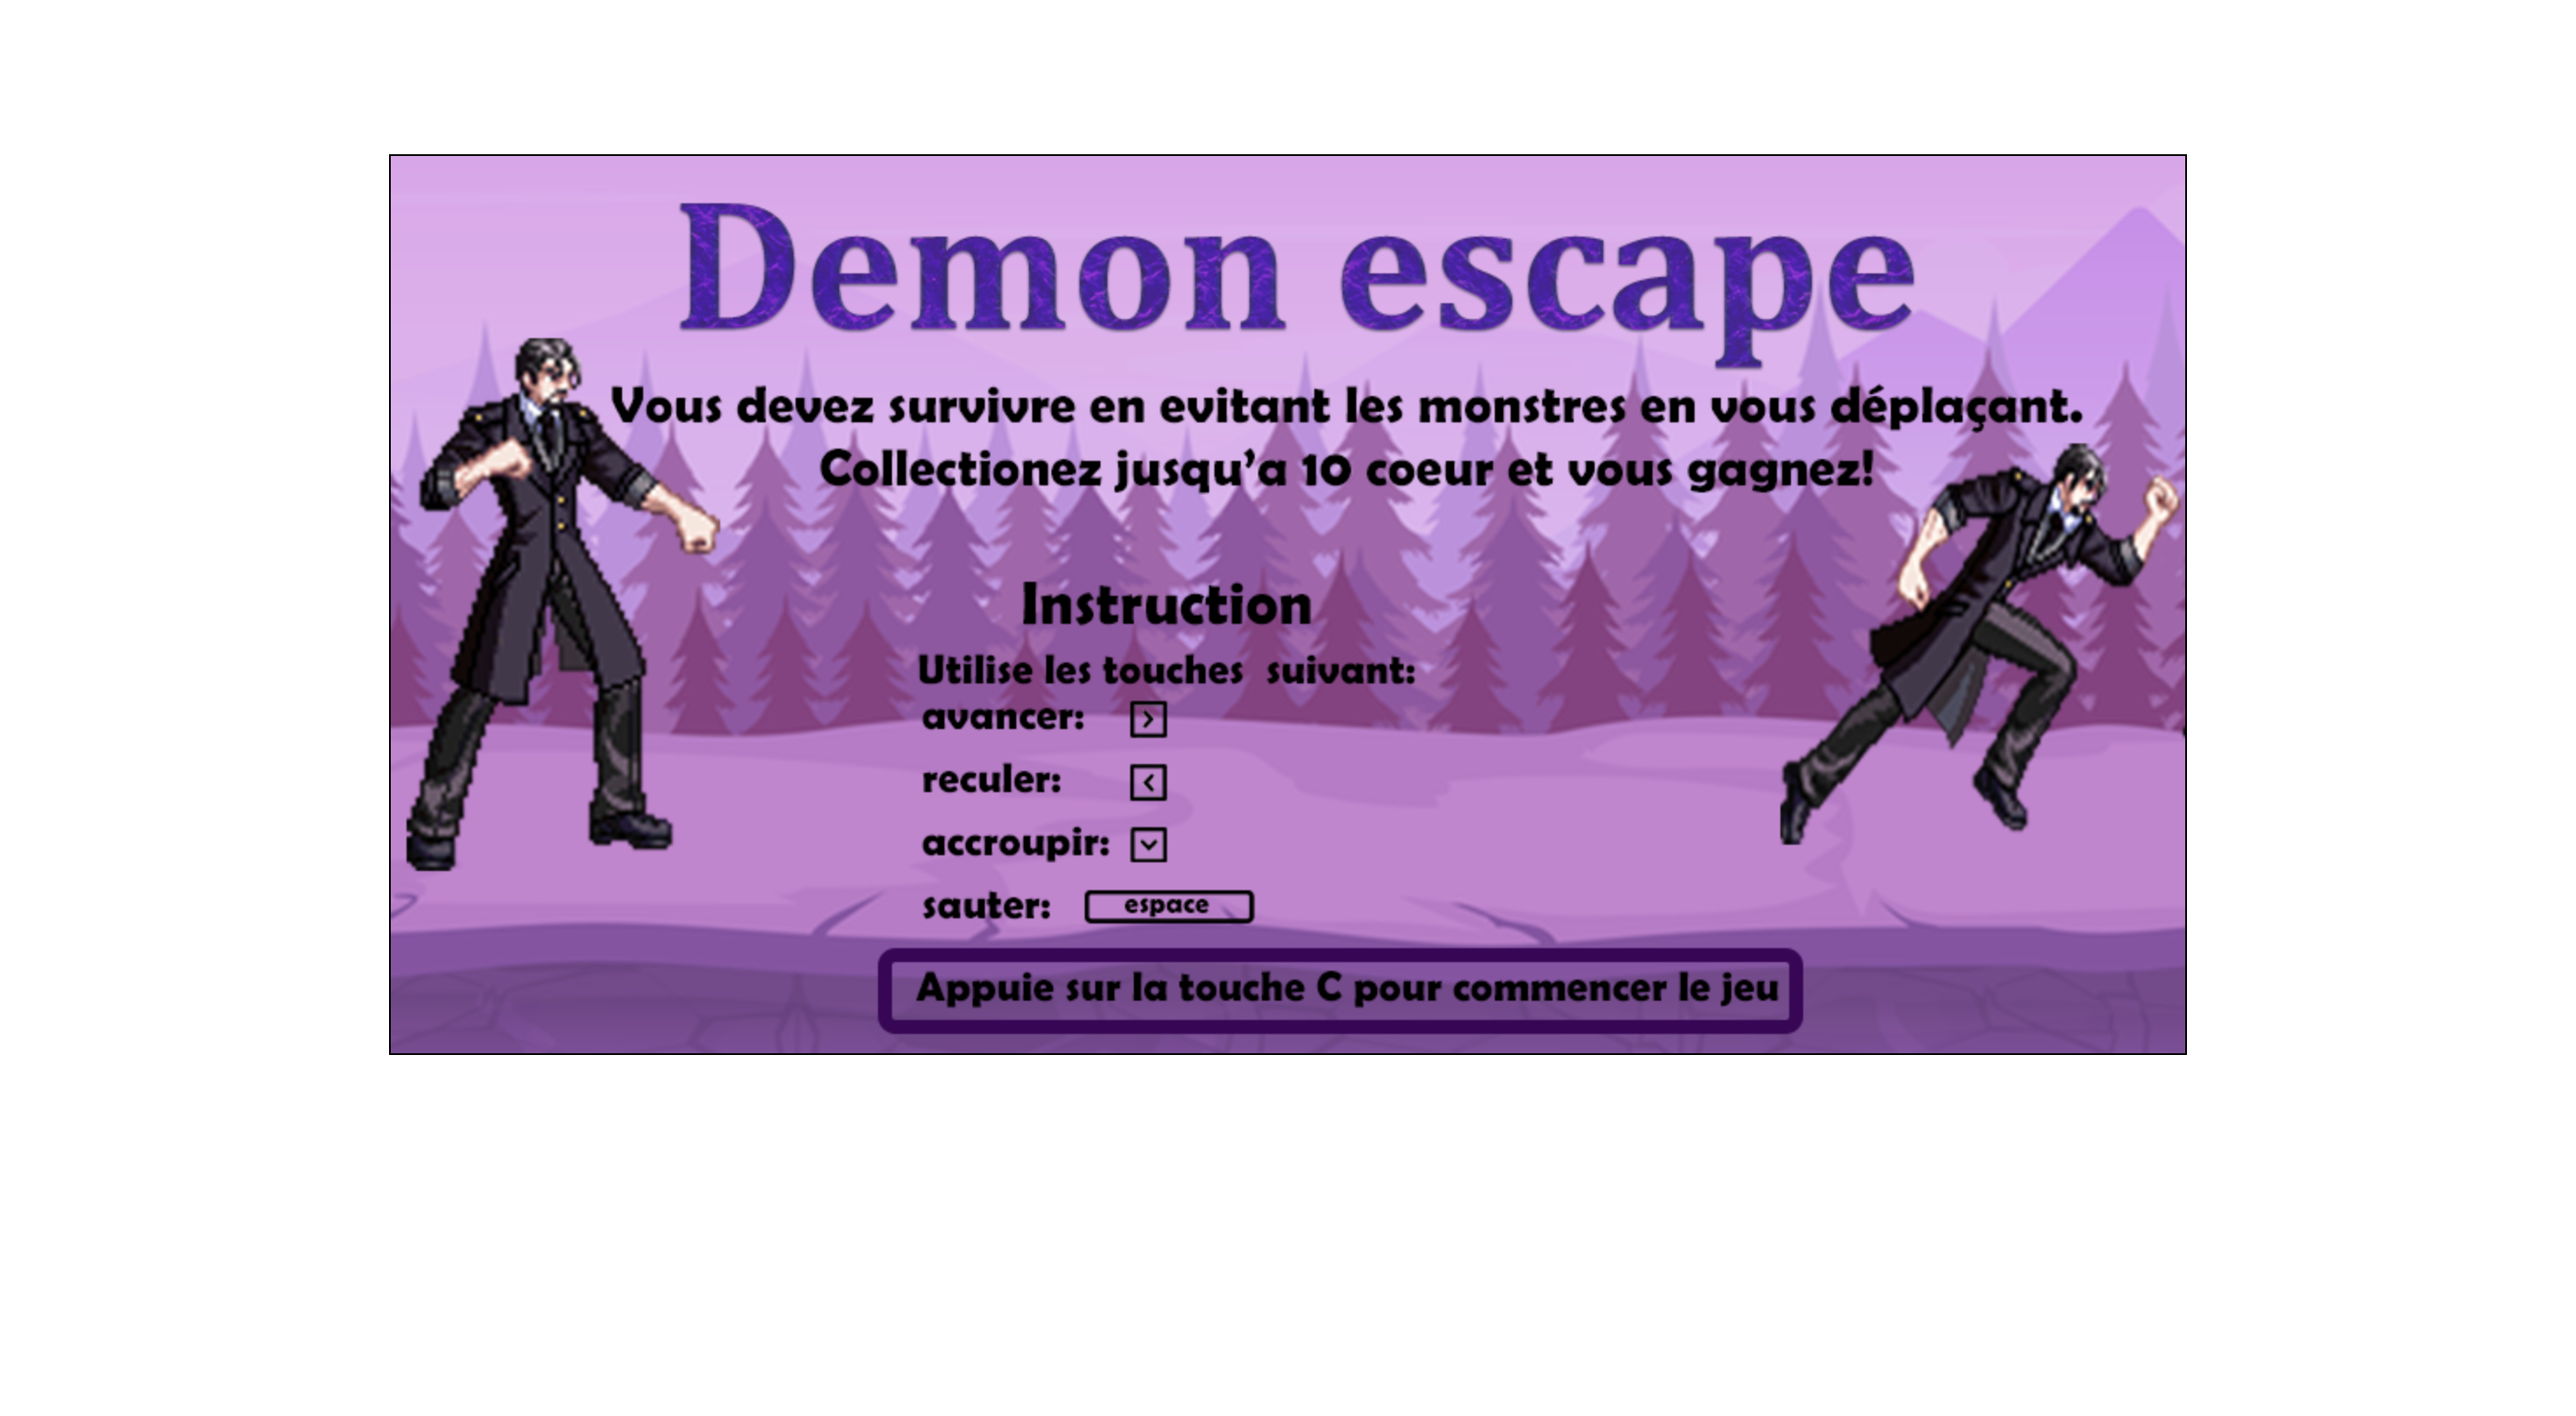 Demon escape
Vous devez survivre en evitant les monstres en vous déplaçant.
Collectionez jusqu’a 10 coeur et vous gagnez!
Instruction
Utilise les touches  suivant:
avancer: >
reculer: <
accroupir:
sauter: espace
Appuie sur la touche C pour commencer le jeu